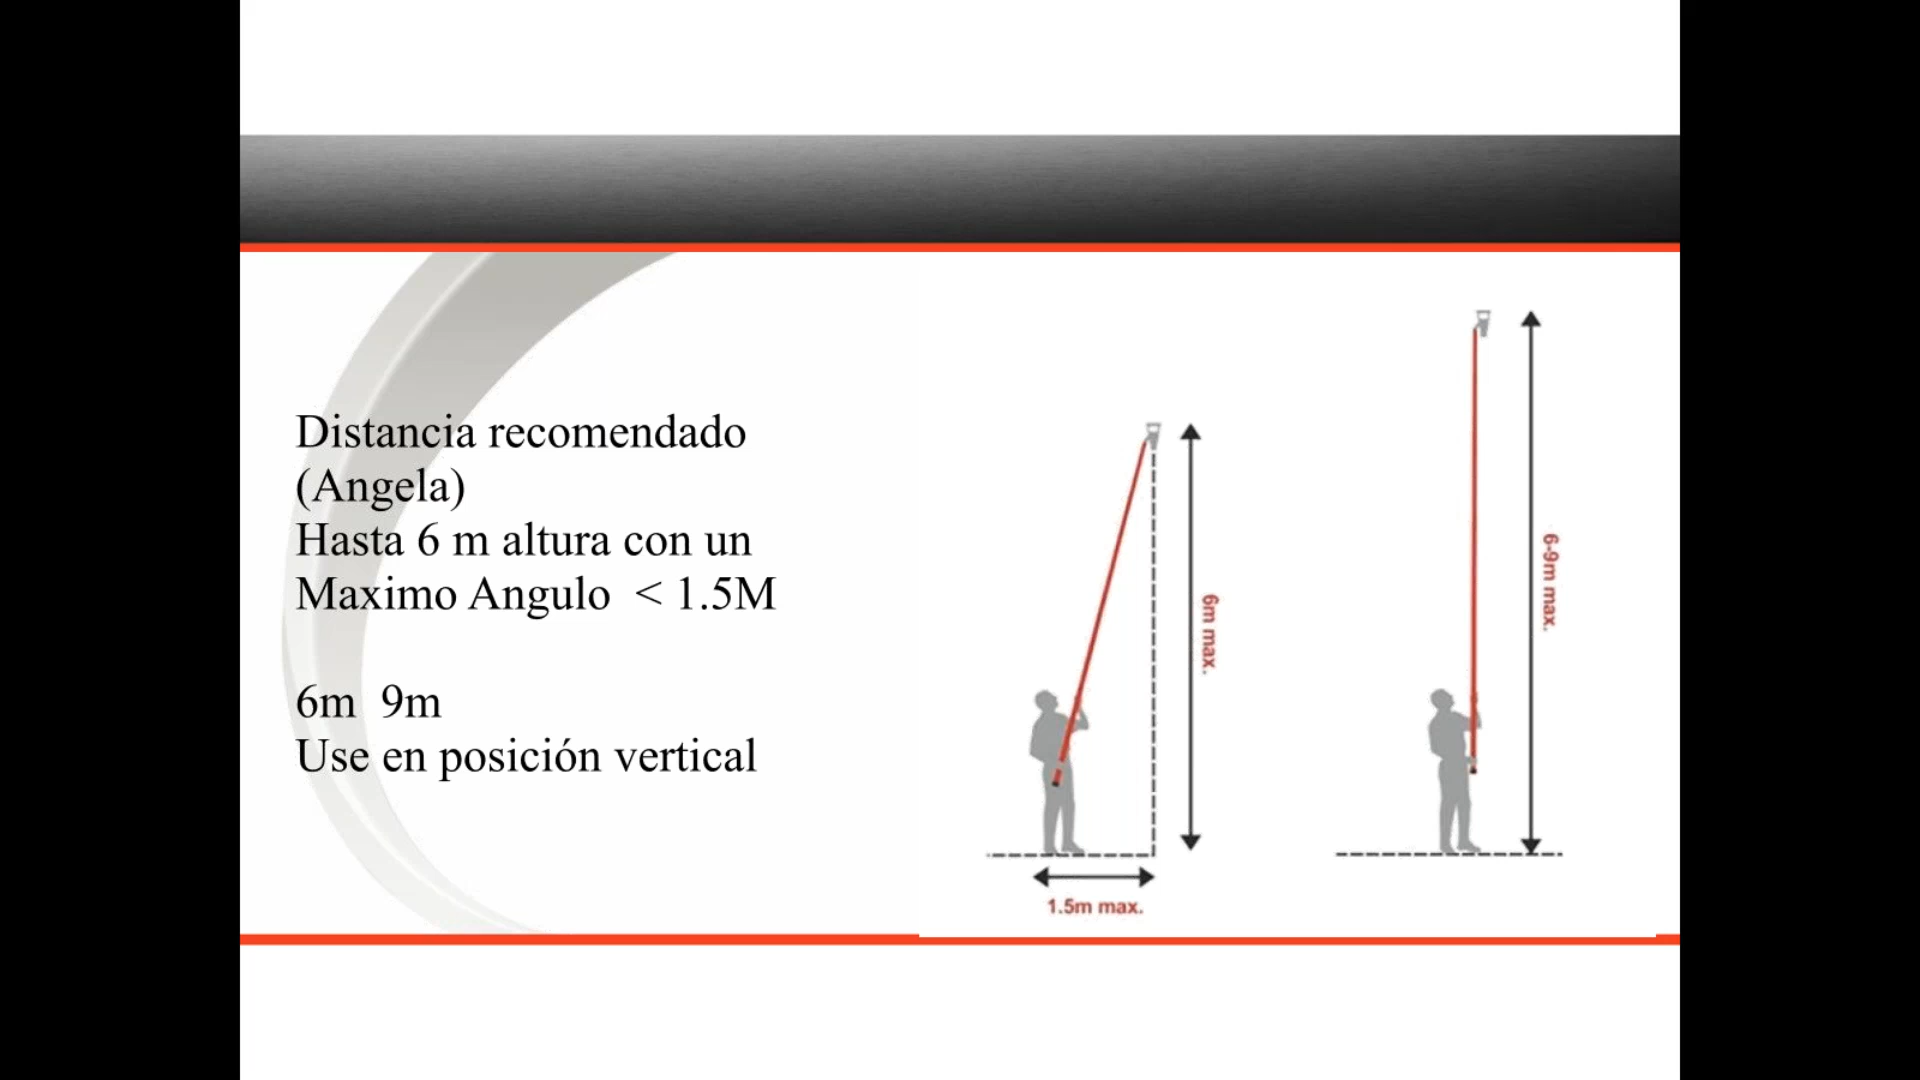 Distancia recomendado
(Angela)
Hasta 6 m altura con un
Maximo Angulo  < 1.5M
6m  9m
Use en posición vertical
6m max.
1.5m max.
6-9m max.